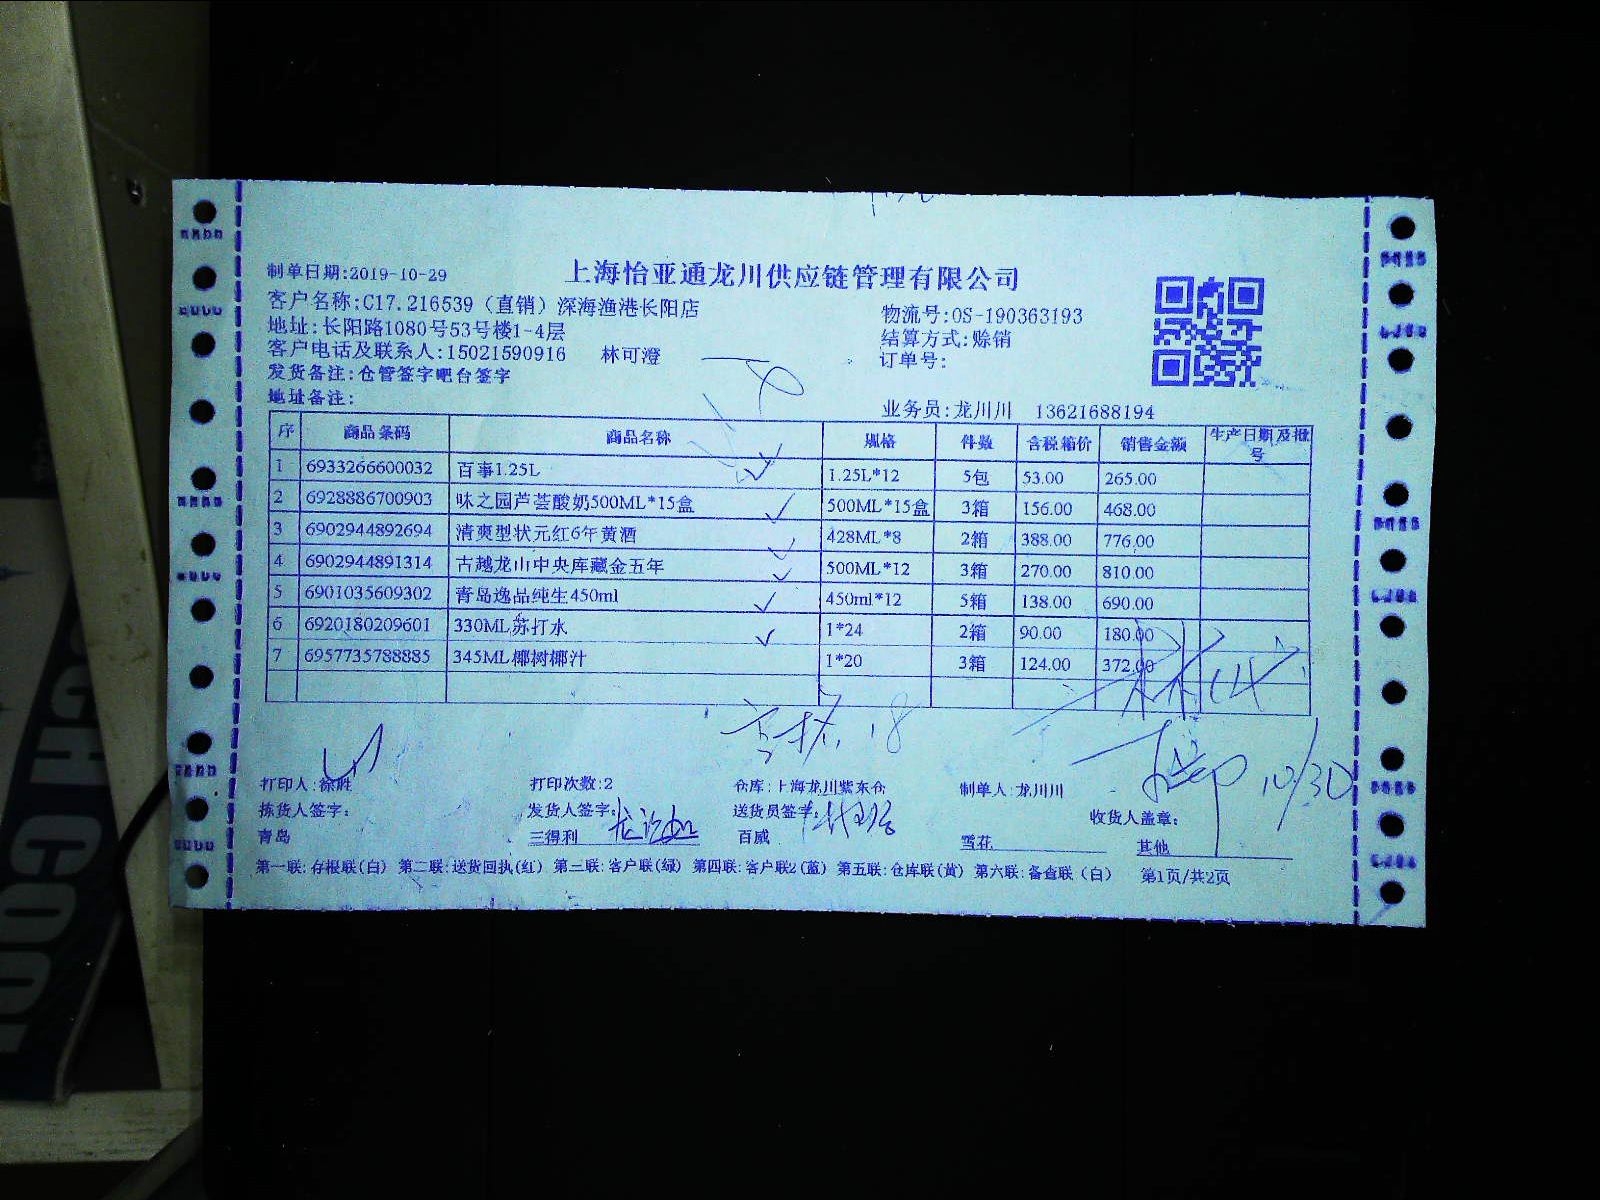 上海怡亚通龙川供应链管理有限公司
制单日期:2019-10-29
客户名称:C17.216539（直销）深海渔港长阳店
物流号:OS-190363193
地址:长阳路1080号53号楼1-4层
结算方式:赊销
客户电话及联系人:15021590916 林可澄
订单号:
发货备注:仓管签字吧台签字
地址备注:
业务员:龙川川 13621688194
序 商品条码 商品名称 规格 件数 含税箱价 销售金额 生产日期及批号
1 6933266600032 百事1.25L 1.25L*12 5包 53.00 265.00
2 6928886700903 味之园芦荟酸奶500ML*15盒 500ML*15盒 3箱 156.00 468.00
3 6902944892694 清爽型状元红6年黄酒 428ML*8 2箱 388.00 776.00
4 6902944891314 古越龙山中央库藏金五年 500ML*12 3箱 270.00 810.00
5 6901035609302 青岛逸品纯生450ml 450ml*12 5箱 138.00 690.00
6 6920180209601 330ML苏打水 1*24 2箱 90.00 180.00
7 6957735788885 345ML椰树椰汁 1*20 3箱 124.00 372.00
18
10/30
打印人:徐胜 打印次数:2 仓库:上海龙川紫东仓 制单人:龙川川
拣货人签字: 发货人签字: 送货员签字: 收货人盖章:
青岛 三得利 百威 雪花 其他
第一联:存根联(白) 第二联:送货回执(红) 第三联:客户联(绿) 第四联:客户联2(蓝) 第五联:仓库联(黄) 第六联:备查联（白） 第1页/共2页